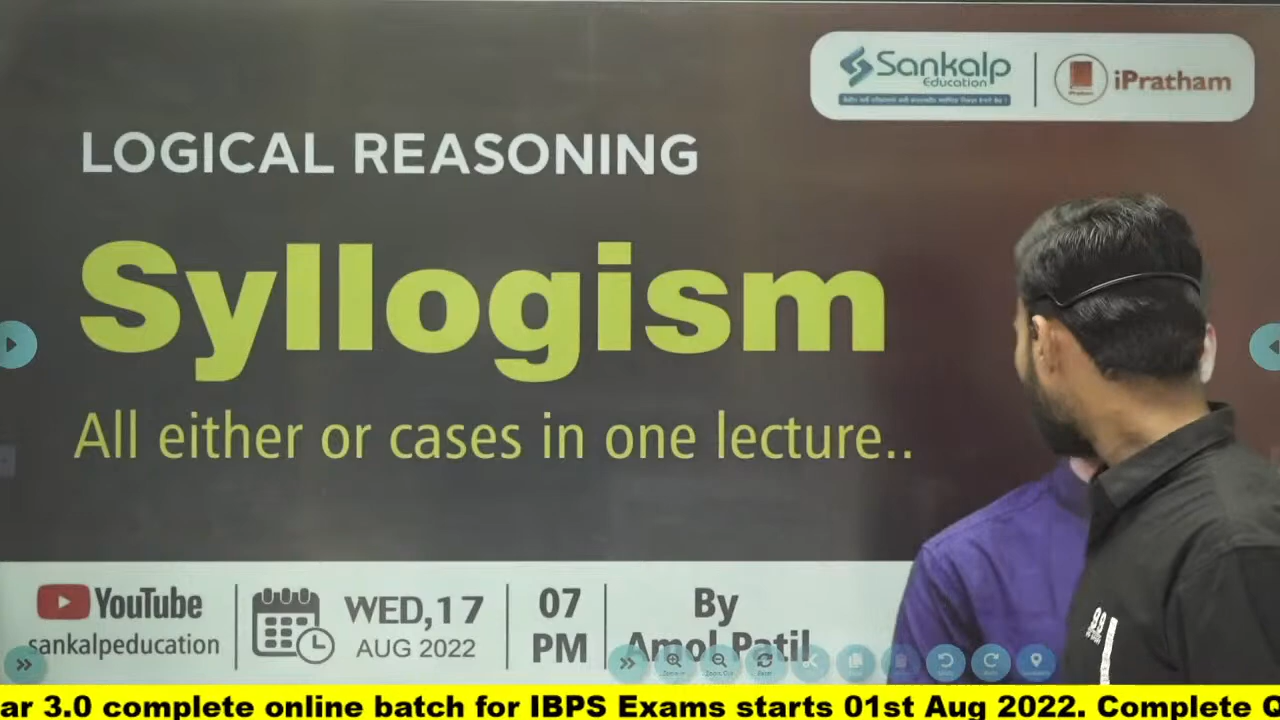 Sankalp
Education
iPratham
LOGICAL REASONING
Syllogism
All either or cases in one lecture..
YouTube
sankalpeducation
WED,17
AUG 2022
07
PM
By
Amol Patil
ar 3.0 complete online batch for IBPS Exams starts 01st Aug 2022. Complete Q